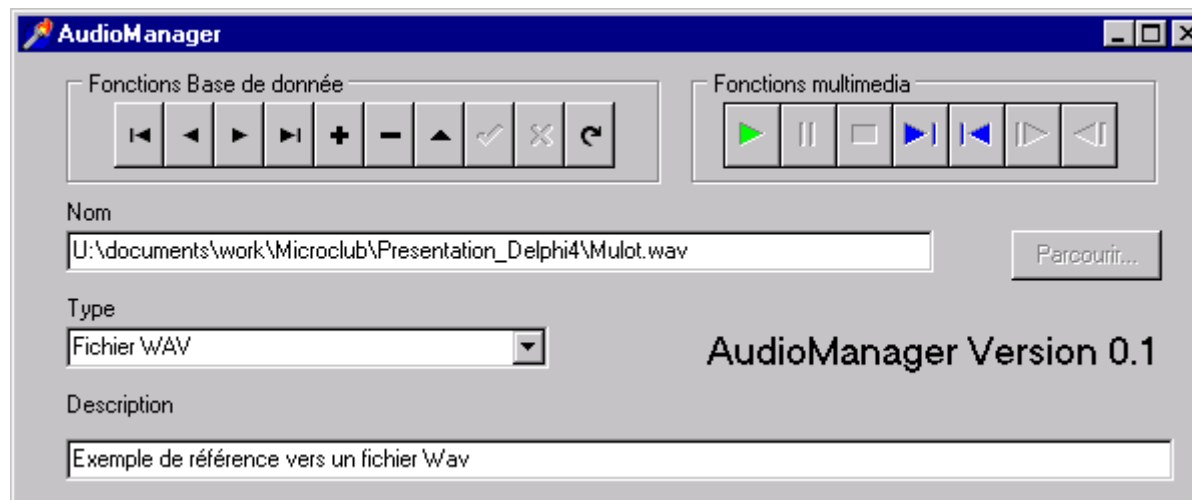 AudioManager
Fonctions Base de donnée
Fonctions multimedia
Nom
U:\documents\work\Microclub\Presentation_Delphi4\Mulot.wav
Parcourir...
Type
Fichier WAV
AudioManager Version 0.1
Description
Exemple de référence vers un fichier Wav